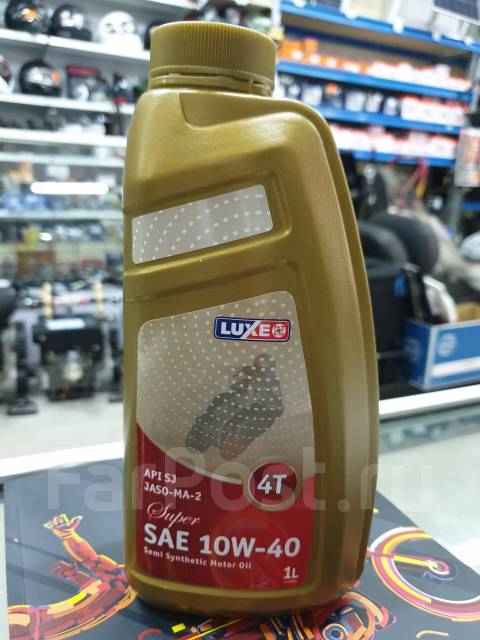 LUXE
API SJ
JASO-MA-2
4T
Super
SAE 10W-40
Semi Synthetic Motor Oil
1L
FarPost.ru